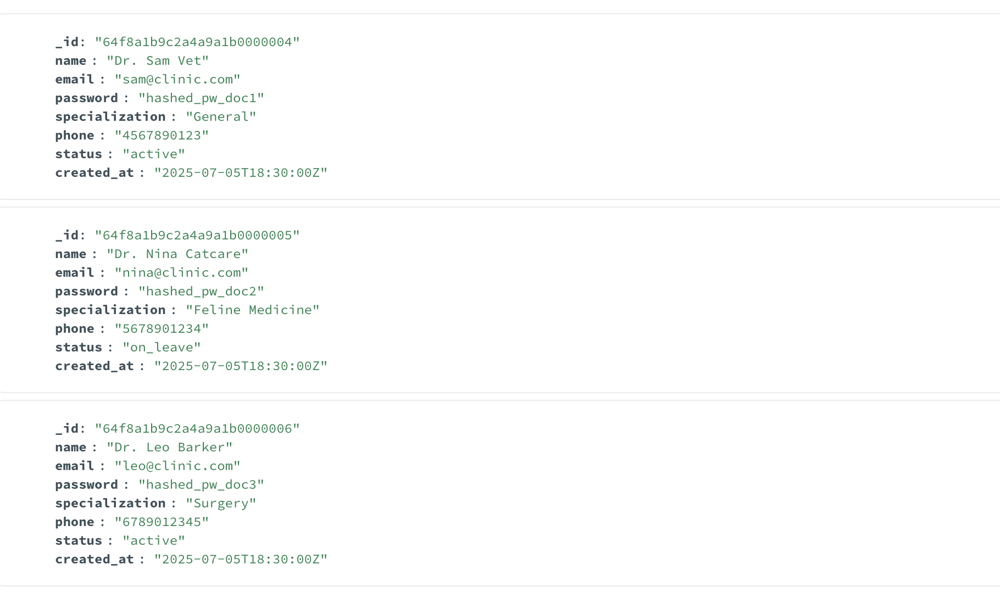 _id: "64f8a1b9c2a4a9a1b0000004"
name : "Dr. Sam Vet"
email : "sam@clinic.com"
password : "hashed_pw_doc1"
specialization : "General"
phone : "4567890123"
status : "active"
created_at : "2025-07-05T18:30:00Z"
_id: "64f8a1b9c2a4a9a1b0000005"
name : "Dr. Nina Catcare"
email : "nina@clinic.com"
password : "hashed_pw_doc2"
specialization : "Feline Medicine"
phone : "5678901234"
status : "on_leave"
created_at : "2025-07-05T18:30:00Z"
_id: "64f8a1b9c2a4a9a1b0000006"
name : "Dr. Leo Barker"
email : "leo@clinic.com"
password : "hashed_pw_doc3"
specialization : "Surgery"
phone : "6789012345"
status : "active"
created_at : "2025-07-05T18:30:00Z"